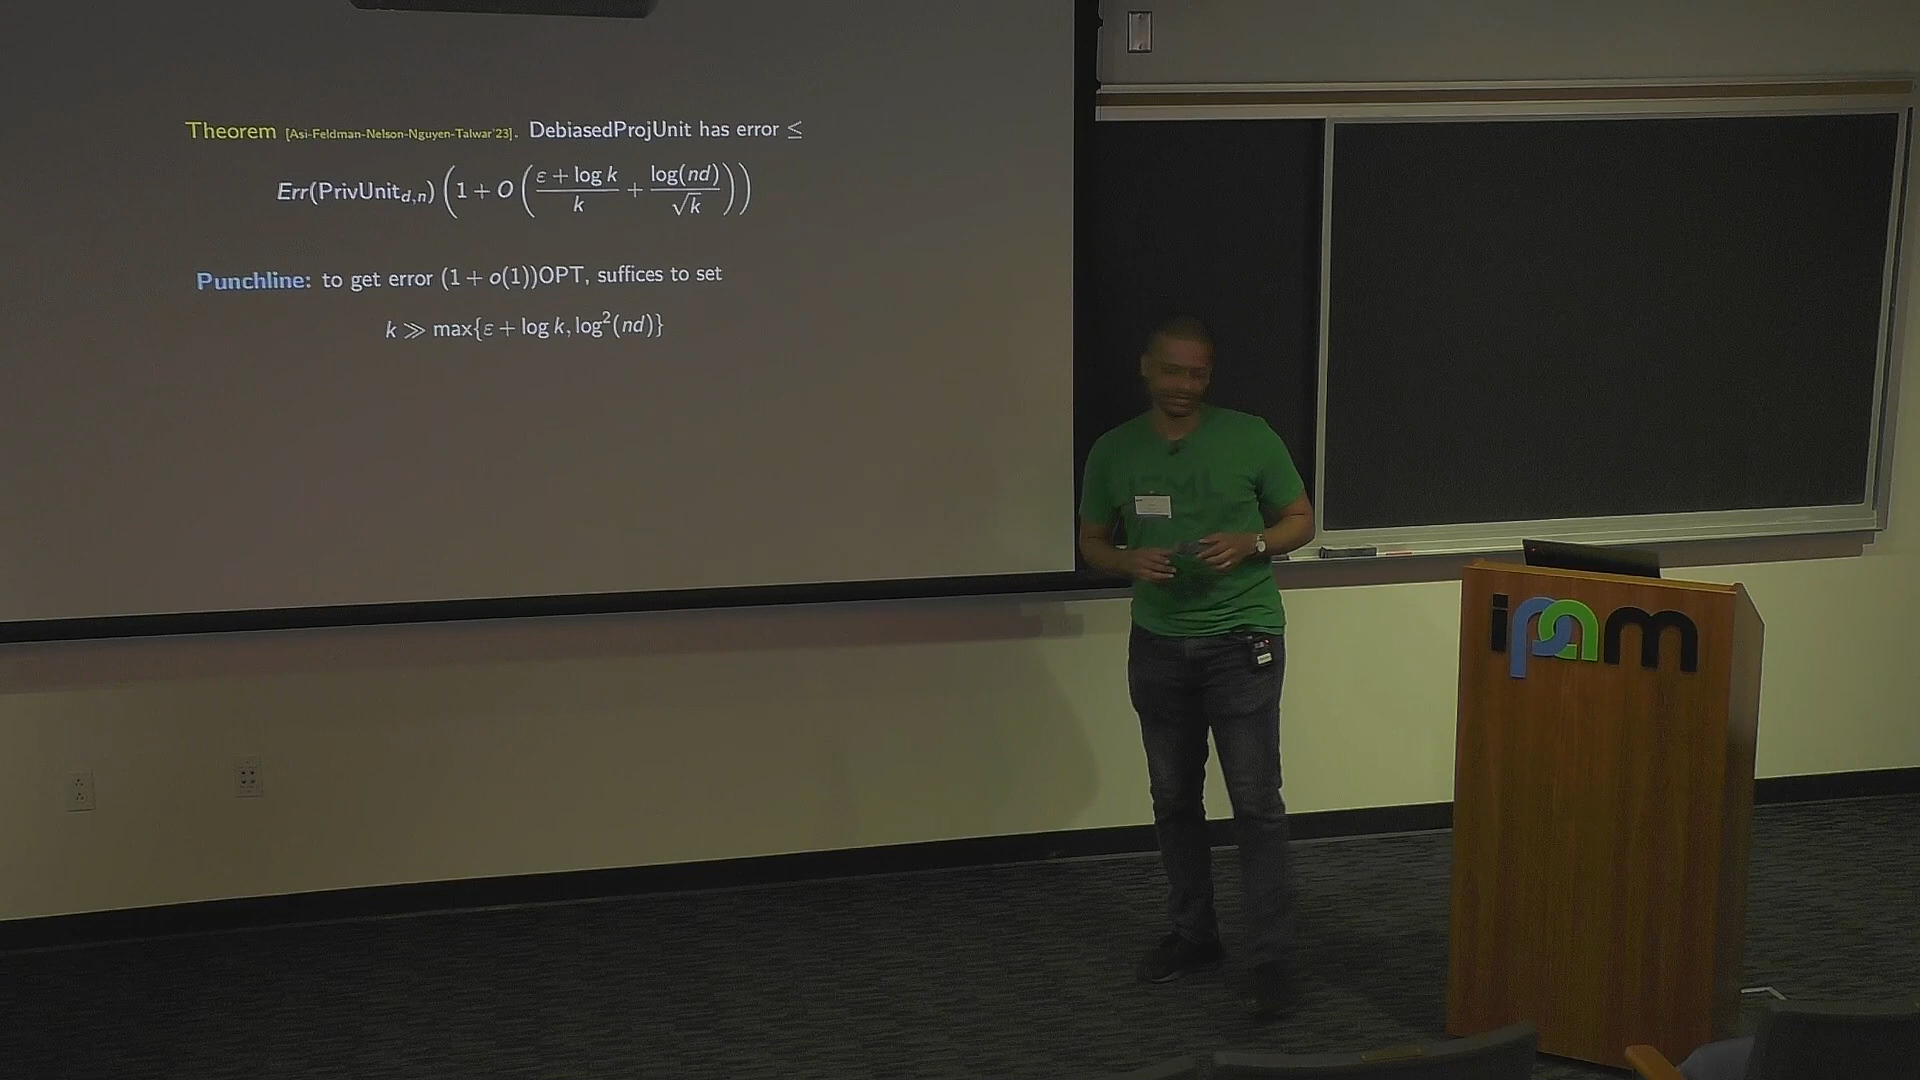 Theorem [Asi-Feldman-Nelson-Nguyen-Talwar'23]. DebiasedProjUnit has error ≤
Err(PrivUnit_{d,n}) (1 + O((ε + log k)/k + log(nd)/√k))
Punchline: to get error (1 + o(1))OPT, suffices to set
k ≫ max{ε + log k, log²(nd)}
ipam